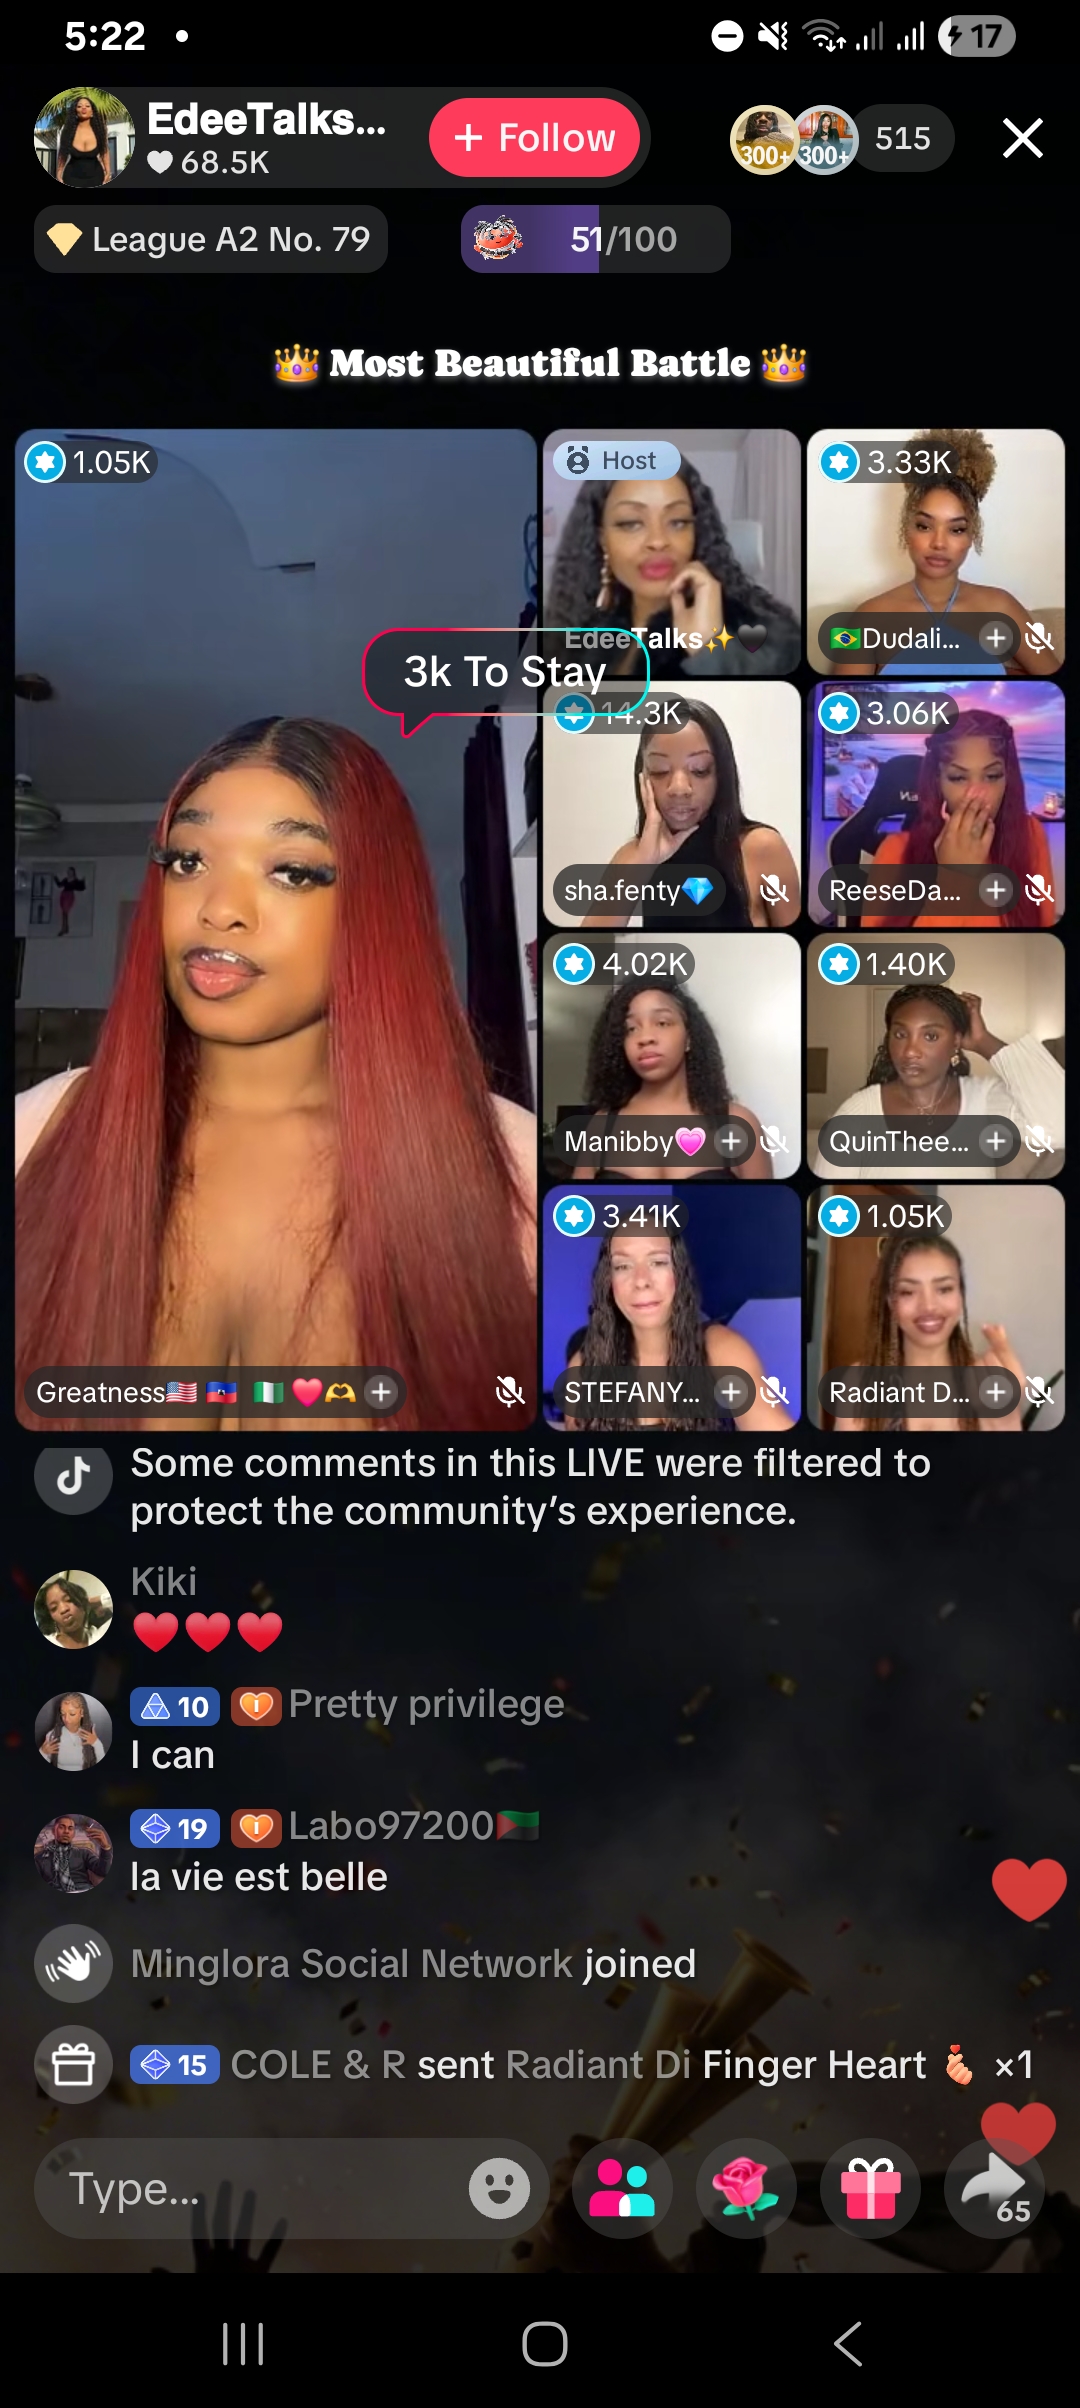 5:22
17
EdeeTalks...
68.5K
+ Follow
300+
300+
515
League A2 No. 79
51/100
👑 Most Beautiful Battle 👑
1.05K
Host
3.33K
EdeeTalks✨🖤
🇧🇷Dudali... +
3k To Stay
14.3K
3.06K
sha.fenty💎
ReeseDa... +
4.02K
1.40K
Manibby💗 +
QuinThee... +
3.41K
1.05K
Greatness🇺🇸 🇭🇹 🇳🇬 ❤️🫶 +
STEFANY... +
Radiant D... +
Some comments in this LIVE were filtered to
protect the community’s experience.
Kiki
❤️❤️❤️
10 I Pretty privilege
I can
19 I Labo97200
la vie est belle
Minglora Social Network joined
15 COLE & R sent Radiant Di Finger Heart 🫰 ×1
Type...
65